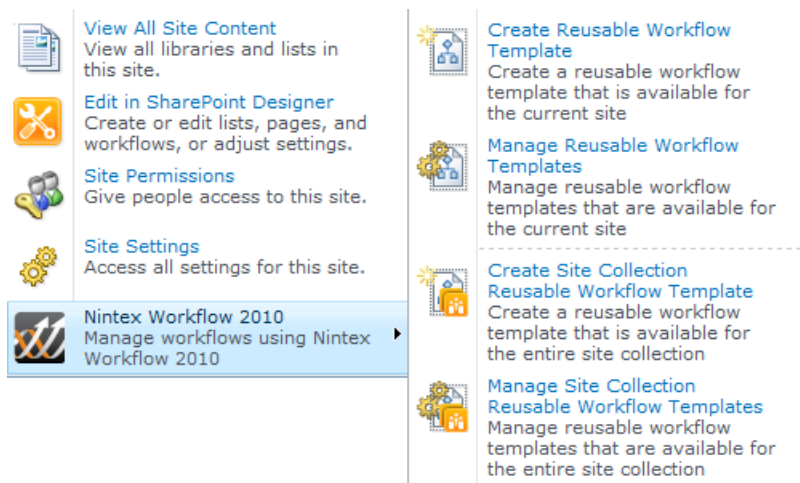 View All Site Content
View all libraries and lists in
this site.
Edit in SharePoint Designer
Create or edit lists, pages, and
workflows, or adjust settings.
Site Permissions
Give people access to this site.
Site Settings
Access all settings for this site.
Nintex Workflow 2010
Manage workflows using Nintex
Workflow 2010
Create Reusable Workflow
Template
Create a reusable workflow
template that is available for
the current site
Manage Reusable Workflow
Templates
Manage reusable workflow
templates that are available for
the current site
Create Site Collection
Reusable Workflow Template
Create a reusable workflow
template that is available for
the entire site collection
Manage Site Collection
Reusable Workflow Templates
Manage reusable workflow
templates that are available for
the entire site collection